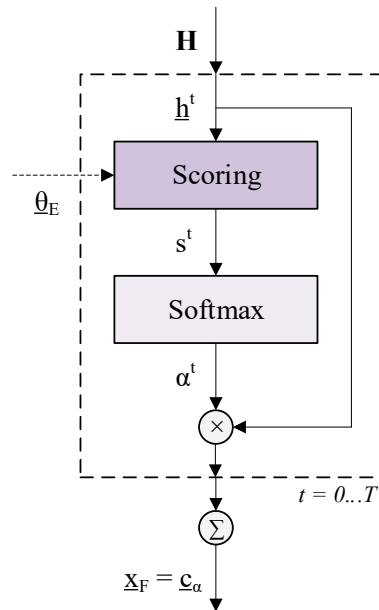 H
h^t
Scoring
θ_E
s^t
Softmax
α^t
×
t = 0...T
Σ
x_F = c_α